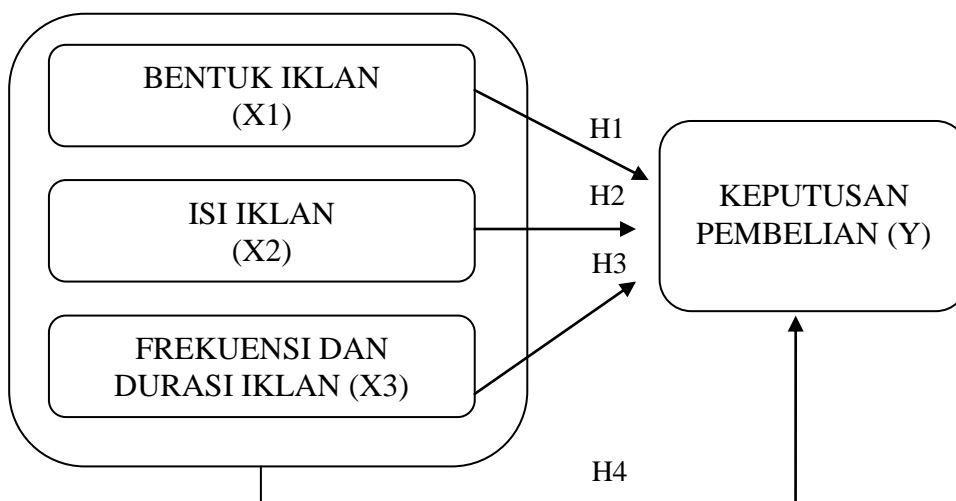 BENTUK IKLAN
(X1)
H1
ISI IKLAN
(X2)
H2
KEPUTUSAN
PEMBELIAN (Y)
H3
FREKUENSI DAN
DURASI IKLAN (X3)
H4